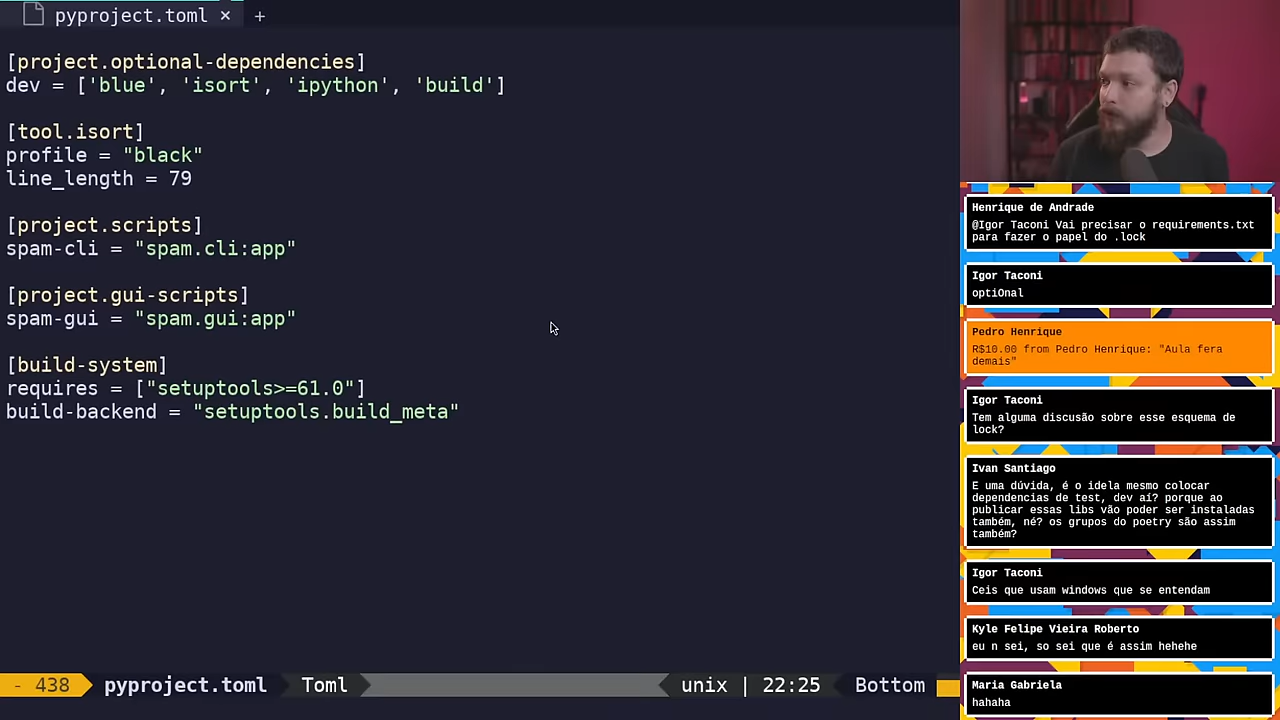 pyproject.toml × +
[project.optional-dependencies]
dev = ['blue', 'isort', 'ipython', 'build']
[tool.isort]
profile = "black"
line_length = 79
[project.scripts]
spam-cli = "spam.cli:app"
[project.gui-scripts]
spam-gui = "spam.gui:app"
[build-system]
requires = ["setuptools>=61.0"]
build-backend = "setuptools.build_meta"
- 438 pyproject.toml Toml unix | 22:25 Bottom
Henrique de Andrade
@Igor Taconi Vai precisar o requirements.txt
para fazer o papel do .lock
Igor Taconi
optiOnal
Pedro Henrique
R$10.00 from Pedro Henrique: "Aula fera
demais"
Igor Taconi
Tem alguma discusão sobre esse esquema de
lock?
Ivan Santiago
E uma dúvida, é o idela mesmo colocar
dependencias de test, dev ai? porque ao
publicar essas libs vão poder ser instaladas
também, né? os grupos do poetry são assim
também?
Igor Taconi
Ceis que usam windows que se entendam
Kyle Felipe Vieira Roberto
eu n sei, so sei que é assim hehehe
Maria Gabriela
hahaha